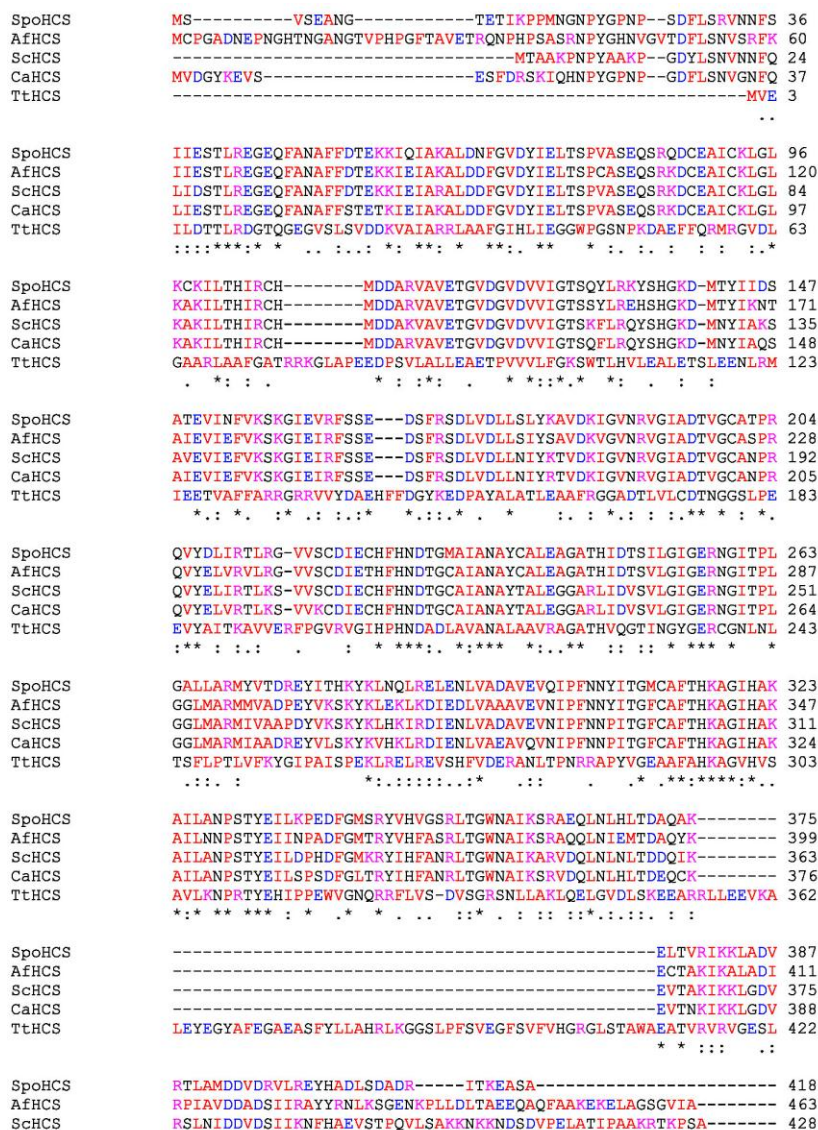 SpoHCS MS-----------VSEANG-----------TETIKPPMNGNPYGPNP--SDFLSRVNNFS 36
AfHCS MCPGADNEPNGHTNGANGTVPHPGFTAVETRQNPHPSASRNPYGHNVGVTDFLSNVSRFK 60
ScHCS ------------------------------MTAAKPNPYAAKP--GDYLSNVNNFQ 24
CaHCS MVDGYKEVS----------------ESFDRSKIQHNPYGPNP--GDFLSNVGNFQ 37
TtHCS ---------------------------------------------------------MVE 3
..
SpoHCS IIESTLREGEQFANAFFDTEKKIQIAKALDNFGVDYIELTSPVASEQSRQDCEAICKLGL 96
AfHCS IIESTLREGEQFANAFFDTEKKIEIAKALDDFGVDYIELTSPCASEQSRKDCEAICKLGL 120
ScHCS LIDSTLREGEQFANAFFDTEKKIEIARALDDFGVDYIELTSPVASEQSRKDCEAICKLGL 84
CaHCS LIESTLREGEQFANAFFSTETKIEIAKALDDFGVDYIELTSPVASEQSRKDCEAICKLGL 97
TtHCS ILDTTLRDGTQGEGVSLSVDDKVAIARRLAAFGIHLIEGGWPGSNPKDAEFFQRMRGVDL 63
::::***:* * .. :.: *: **: * **:. ** * :. :. : : :. *
SpoHCS KCKILTHIRCH--------MDDARVAVETGVDGVDVVIGTSQYLRKYSHGKD-MTYIIDS 147
AfHCS KAKILTHIRCH--------MDDARVAVETGVDGVDVVIGTSSYLREHSHGKD-MTYIKNT 171
ScHCS KAKILTHIRCH--------MDDAKVAVETGVDGVDVVIGTSKFLRQYSHGKD-MNYIAKS 135
CaHCS KAKILTHIRCH--------MDDARVAVETGVDGVDVVIGTSQFLRQYSHGKD-MNYIAQS 148
TtHCS GAARLAAFGATRRKGLAPEEDPSVLALLEAETPVVVLFGKSWTLHVLEALETSLEENLRM 123
. *: : . * : :*: . * *::*.* *: . : :
SpoHCS ATEVINFVKSKGIEVRFSSE---DSFRSDLVDLLSLYKAVDKIGVNRVGIADTVGCATPR 204
AfHCS AIEVIEFVKSKGIEIRFSSE---DSFRSDLVDLLSIYSAVDKVGVNRVGIADTVGCASPR 228
ScHCS AVEVIEFVKSKGIEIRFSSE---DSFRSDLVDLLNIYKTVDKIGVNRVGIADTVGCANPR 192
CaHCS AIEVIEFVKSKGIEIRFSSE---DSFRSDLVDLLNIYRTVDKIGVNRVGIADTVGCANPR 205
TtHCS IEETVAFFARRGRRVVYDAEHFFDGYKEDPAYALATLEAAFRGGADTLVLCDTNGGSLPE 183
*.: *. :* .: :.:* *.::.* . * :. : *.: : :.** * : *.
SpoHCS QVYDLIRTLRG-VVSCDIECHFHNDTGMAIANAYCALEAGATHIDTSILGIGERNGITPL 263
AfHCS QVYELVRVLRG-VVSCDIETHFHNDTGCAIANAYCALEAGATHIDTSVLGIGERNGITPL 287
ScHCS QVYELIRTLKS-VVSCDIECHFHNDTGCAIANAYTALEGGARLIDVSVLGIGERNGITPL 251
CaHCS QVYELVRTLKS-VVKCDIECHFHNDTGCAIANAYTALEAGATHIDTSVLGIGERNGITPL 264
TtHCS EVYAITKAVVERFPGVRVGIHPHNDADLAVANALAAVRAGATHVQGTINGYGERCGNLNL 243
:** : :.: . : * ***: *:*** *:..** :: :: * *** * *
SpoHCS GALLARMYVTDREYITHKYKLNQLRELENLVADAVEVQIPFNNYITGMCAFTHKAGIHAK 323
AfHCS GGLMARMMVADPEYVKSKYKLEKLKDIEDLVAAAVEVNIPFNNYITGFCAFTHKAGIHAK 347
ScHCS GGLMARMIVAAPDYVKSKYKLHKIRDIENLVADAVEVNIPFNNPITGFCAFTHKAGIHAK 311
CaHCS GGLMARMIAADREYVLSKYKVHKLRDIENLVAEAVQVNIPFNNPITGFCAFTHKAGIHAK 324
TtHCS TSFLPTLVFKYGIPAISPEKLRELREVSHFVDERANLTPNRRAPYVGEAAFAHKAGVHVS 303
.::. : *:.::::..:* .:: . .* .**:****:*..
SpoHCS AILANPSTYEILKPEDFGMSRYVHVGSRLTGWNAIKSRAEQLNLHLTDAQAK-------- 375
AfHCS AILNNPSTYEIINPADFGMTRYVHFASRLTGWNAIKSRAQQLNIEMTDAQYK-------- 399
ScHCS AILANPSTYEILDPHDFGMKRYIHFANRLTGWNAIKARVDQLNLNLTDDQIK-------- 363
CaHCS AILANPSTYEILSPSDFGLTRYIHFANRLTGWNAIKSRVDQLNLHLTDEQCK-------- 376
TtHCS AVLKNPRTYEHIPPEWVGNQRRFLVS-DVSGRSNLLAKLQELGVDLSKEEARRLLEEVKA 362
*:* ** *** : * .* * . .. ::* . : :: ::*.:.::. : :
SpoHCS ------------------------------------------------ELTVRIKKLADV 387
AfHCS ------------------------------------------------ECTAKIKALADI 411
ScHCS ------------------------------------------------EVTAKIKKLGDV 375
CaHCS ------------------------------------------------EVTNKIKKLGDV 388
TtHCS LEYEGYAFEGAEASFYLLAHRLKGGSLPFSVEGFSVFVHGRGLSTAWAEATVRVRVGESL 422
* * ::: .:
SpoHCS RTLAMDDVDRVLREYHADLSDADR-----ITKEASA------------------ 418
AfHCS RPIAVDDADSIIRAYYRNLKSGENKPLLDLTAEEQAQFAAKEKELAGSGVIA-------- 463
ScHCS RSLNIDDVDSIIKNFHAEVSTPQVLSAKKNKKNDSDVPELATIPAAKRTKPSA------- 428